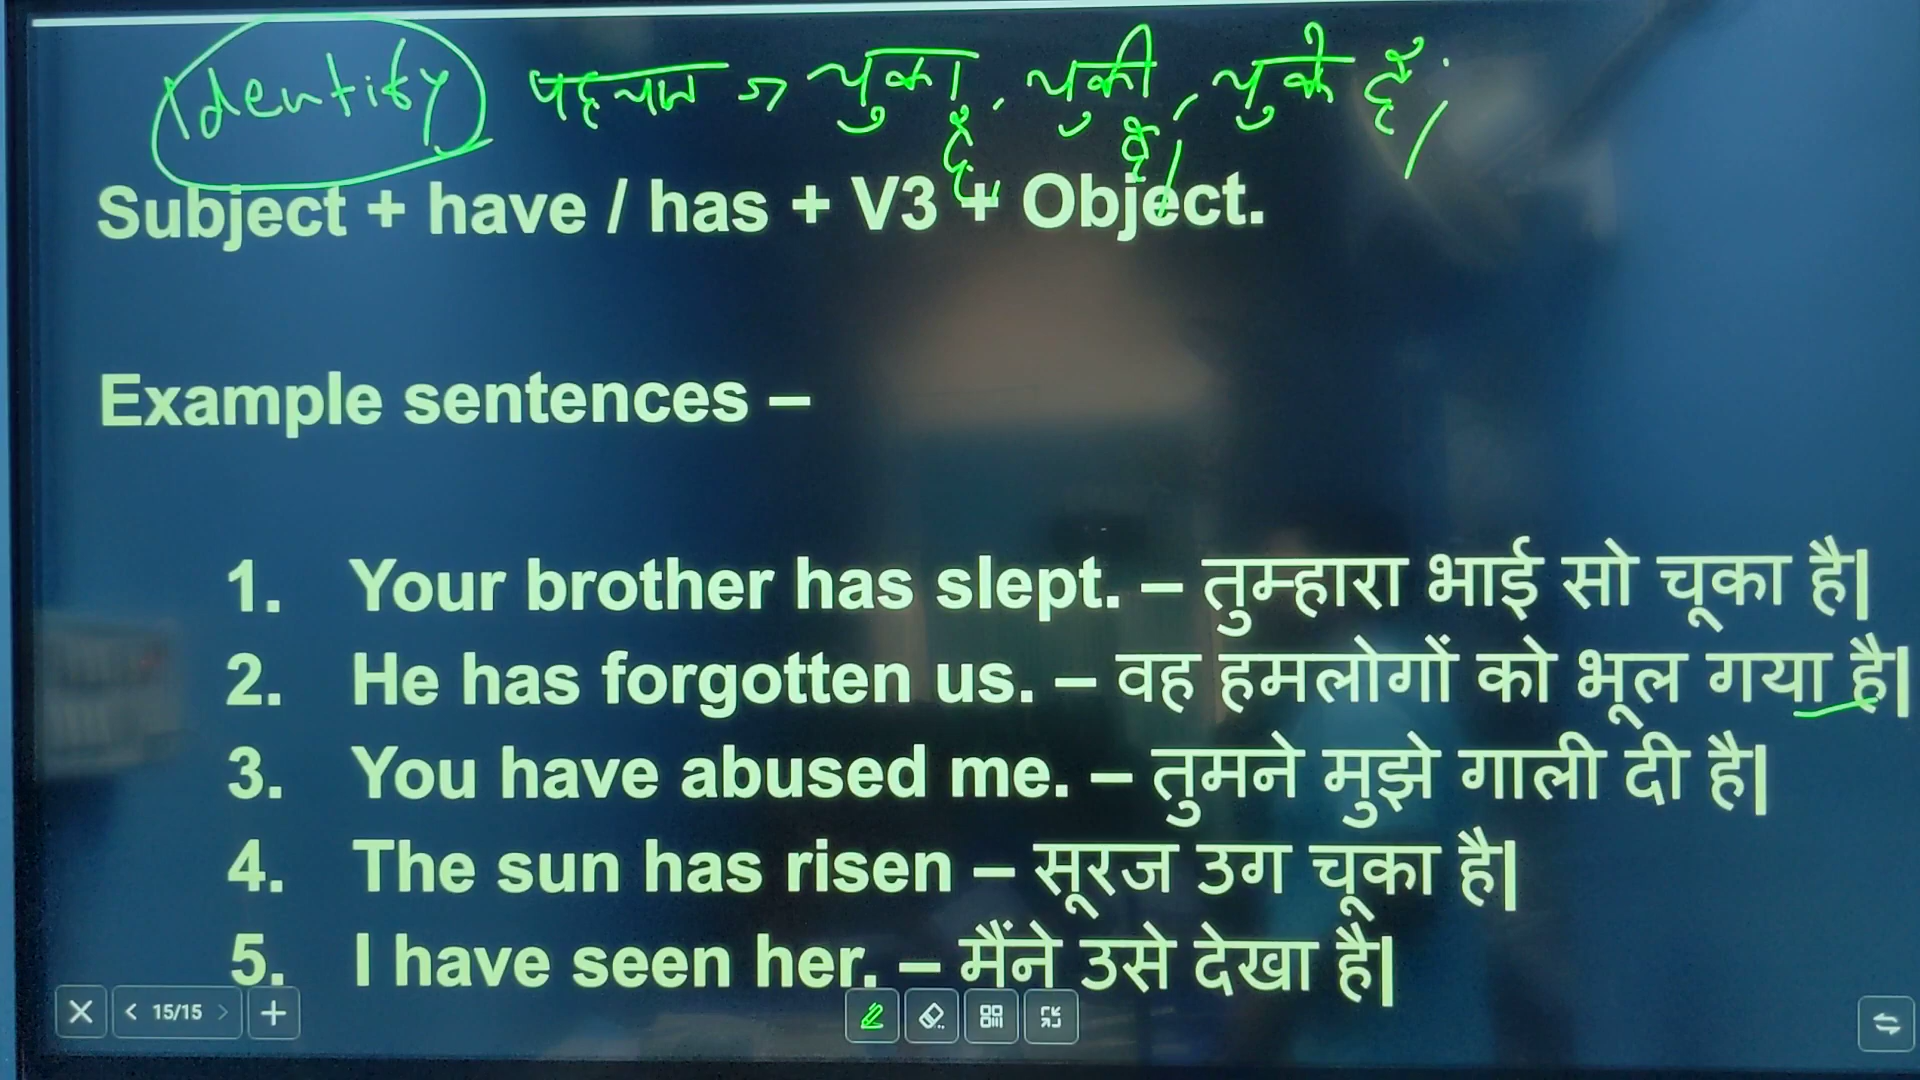 Identify पहचान → चुका है, चुकी है, चुके हैं।
Subject + have / has + V3 + Object.
Example sentences –
1. Your brother has slept. – तुम्हारा भाई सो चूका है|
2. He has forgotten us. – वह हमलोगों को भूल गया है|
3. You have abused me. – तुमने मुझे गाली दी है|
4. The sun has risen – सूरज उग चूका है|
5. I have seen her. – मैंने उसे देखा है|
15/15